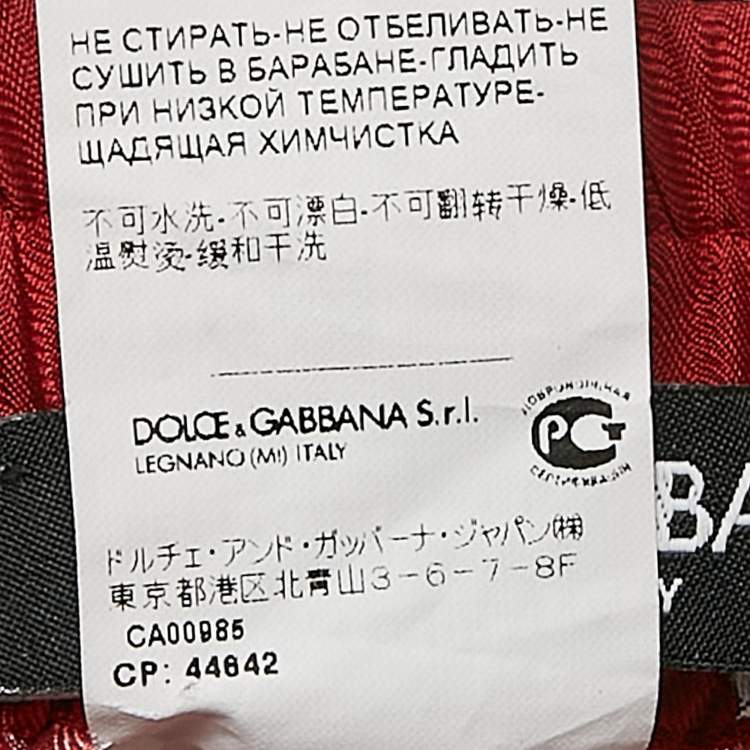 НЕ СТИРАТЬ-НЕ ОТБЕЛИВАТЬ-НЕ
СУШИТЬ В БАРАБАНЕ-ГЛАДИТЬ
ПРИ НИЗКОЙ ТЕМПЕРАТУРЕ-
ЩАДЯЩАЯ ХИМЧИСТКА
不可水洗-不可漂白-不可翻转干燥-低
温熨烫-缓和干洗
DOLCE & GABBANA S.r.l.
LEGNANO (MI) ITALY
РСТ
ドルチェ・アンド・ガッバーナ・ジャパン㈱
東京都港区北青山3-6-7-8F
CA00985
CP: 44642
BBA
Y